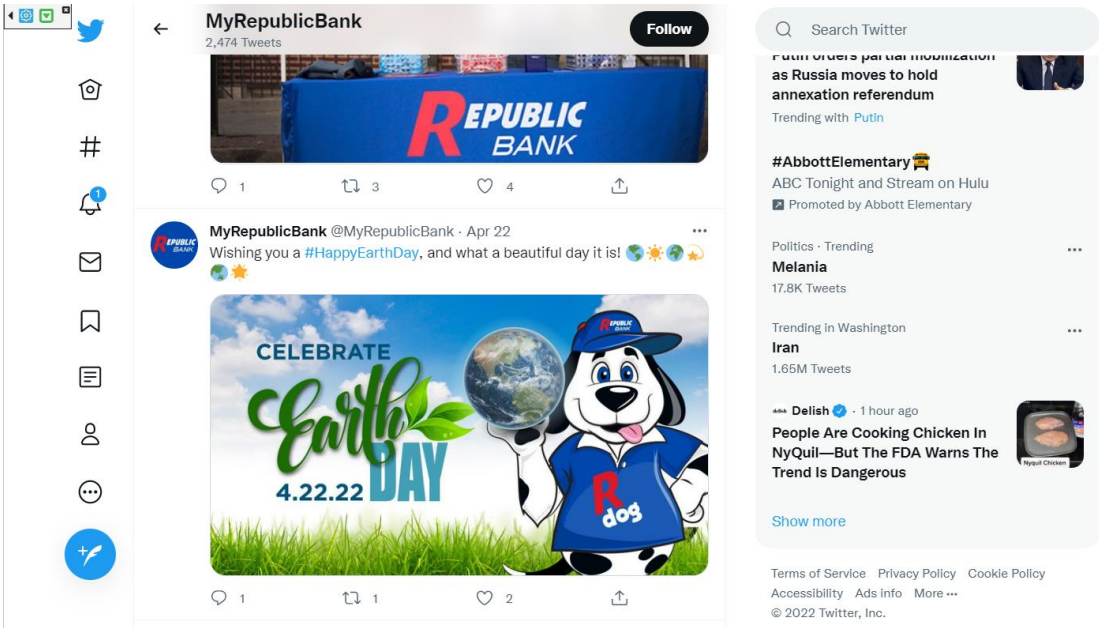 MyRepublicBank
2,474 Tweets
Follow
REPUBLIC
BANK
1
3
4
REPUBLIC
BANK
MyRepublicBank @MyRepublicBank · Apr 22
Wishing you a #HappyEarthDay, and what a beautiful day it is!
REPUBLIC
BANK
CELEBRATE
Earth
DAY
4.22.22
R
dog
1
1
2
1
Search Twitter
Putin orders partial mobilization
as Russia moves to hold
annexation referendum
Trending with Putin
#AbbottElementary
ABC Tonight and Stream on Hulu
Promoted by Abbott Elementary
Politics · Trending
Melania
17.8K Tweets
Trending in Washington
Iran
1.65M Tweets
delish Delish · 1 hour ago
People Are Cooking Chicken In
NyQuil—But The FDA Warns The
Trend Is Dangerous
Nyquil Chicken
Show more
Terms of Service Privacy Policy Cookie Policy
Accessibility Ads info More ···
© 2022 Twitter, Inc.